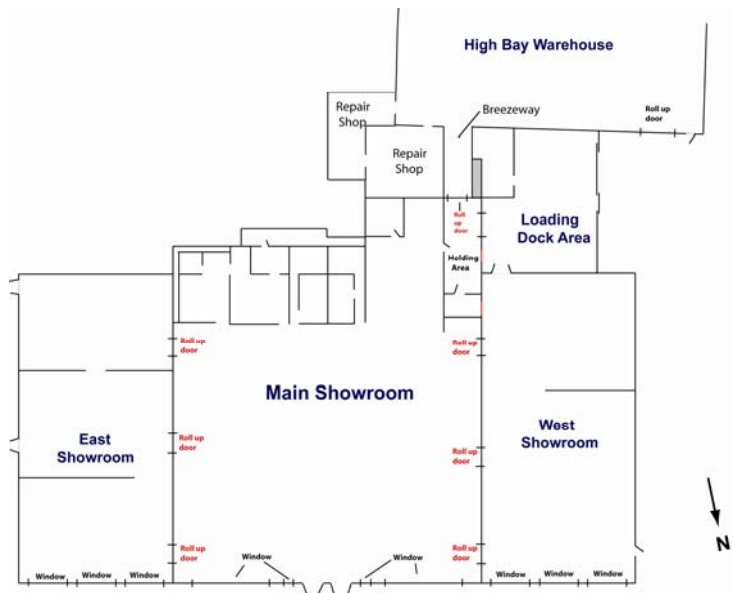 High Bay Warehouse
Repair
Shop
Breezeway
Roll up
door
Repair
Shop
Roll
up
door
Loading
Dock Area
Holding
Area
Roll up
door
Roll up
door
Main Showroom
East
Showroom
West
Showroom
Roll up
door
Roll up
door
Roll up
door
Roll up
door
Window
Window
Window
Window
Window
Window
Window
Window
N